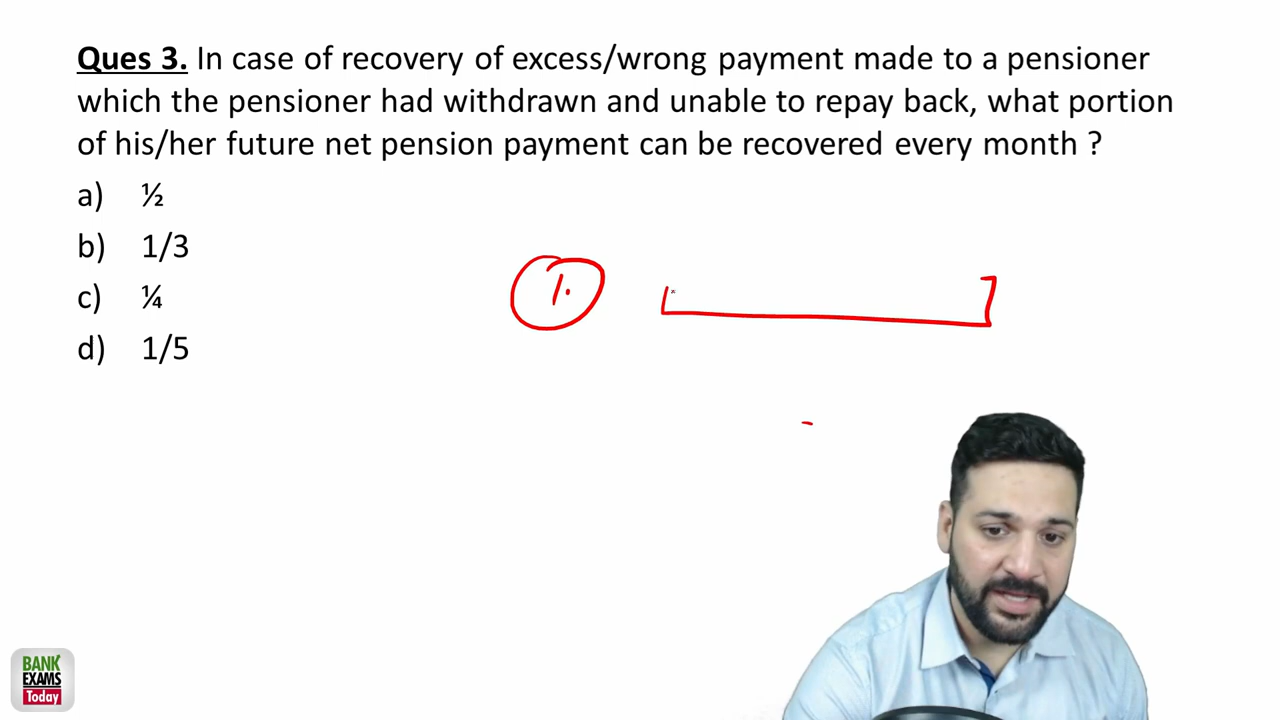 Ques 3. In case of recovery of excess/wrong payment made to a pensioner
which the pensioner had withdrawn and unable to repay back, what portion
of his/her future net pension payment can be recovered every month ?
a) ½
b) 1/3
c) ¼
d) 1/5
BANK
EXAMS
Today